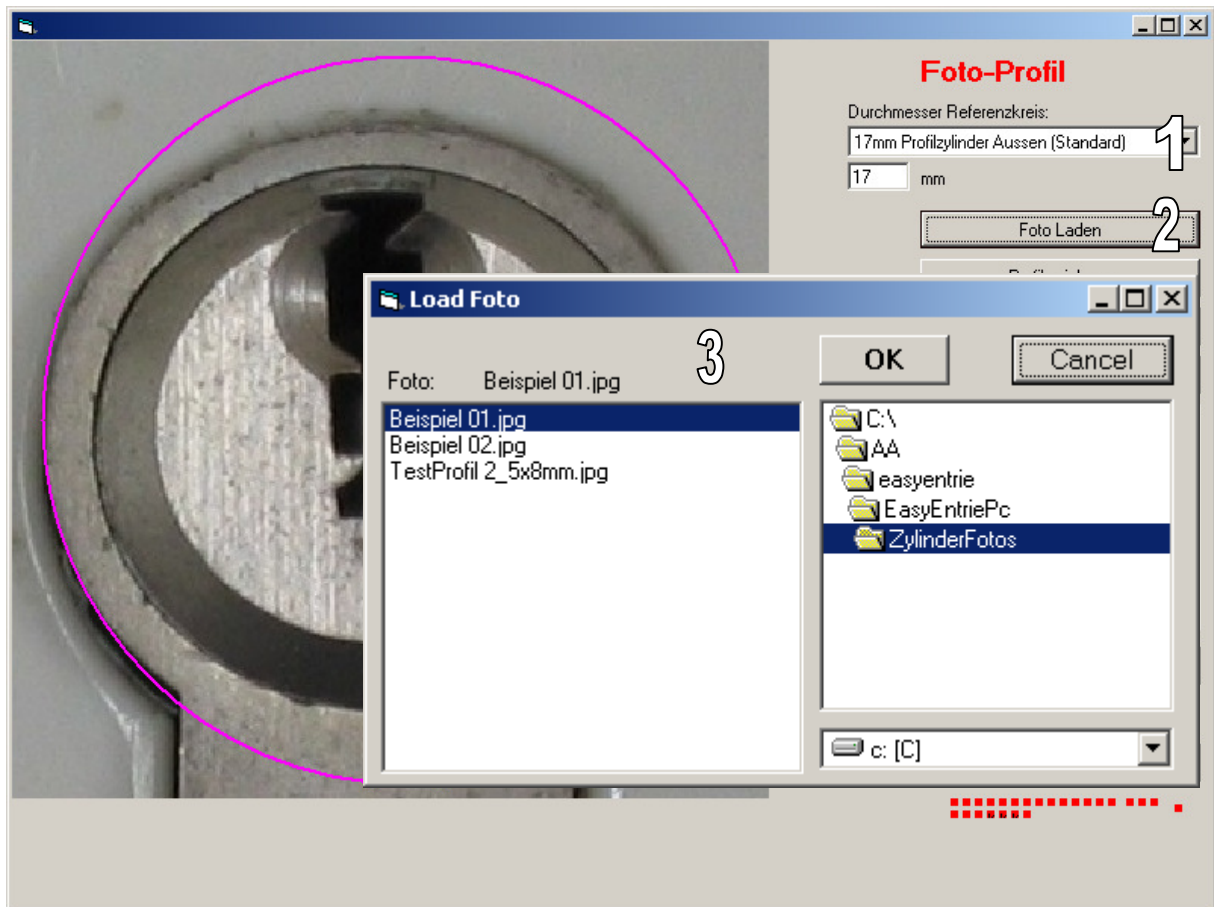 Foto-Profil
Durchmesser Referenzkreis:
17mm Profilzylinder Aussen (Standard)
1
17 mm
Foto Laden
2
Load Foto
3
OK
Cancel
Foto: Beispiel 01.jpg
Beispiel 01.jpg
Beispiel 02.jpg
TestProfil 2_5x8mm.jpg
C:\
AA
easyentrie
EasyEntriePc
ZylinderFotos
c: [C]